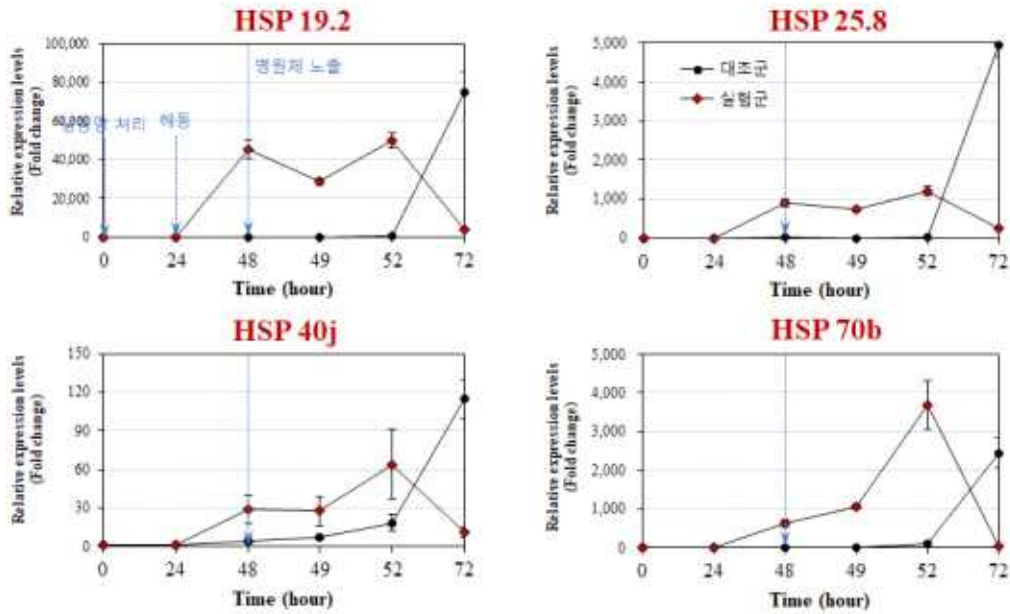 HSP 19.2
Relative expression levels
(Fold change)
100,000
80,000
60,000
40,000
20,000
0
처리
해동
병원체 노출
0 24 48 49 52 72
Time (hour)
HSP 25.8
Relative expression levels
(Fold change)
5,000
4,000
3,000
2,000
1,000
0
대조군
실험군
0 24 48 49 52 72
Time (hour)
HSP 40j
Relative expression levels
(Fold change)
150
120
90
60
30
0
0 24 48 49 52 72
Time (hour)
HSP 70b
Relative expression levels
(Fold change)
5,000
4,000
3,000
2,000
1,000
0
0 24 48 49 52 72
Time (hour)